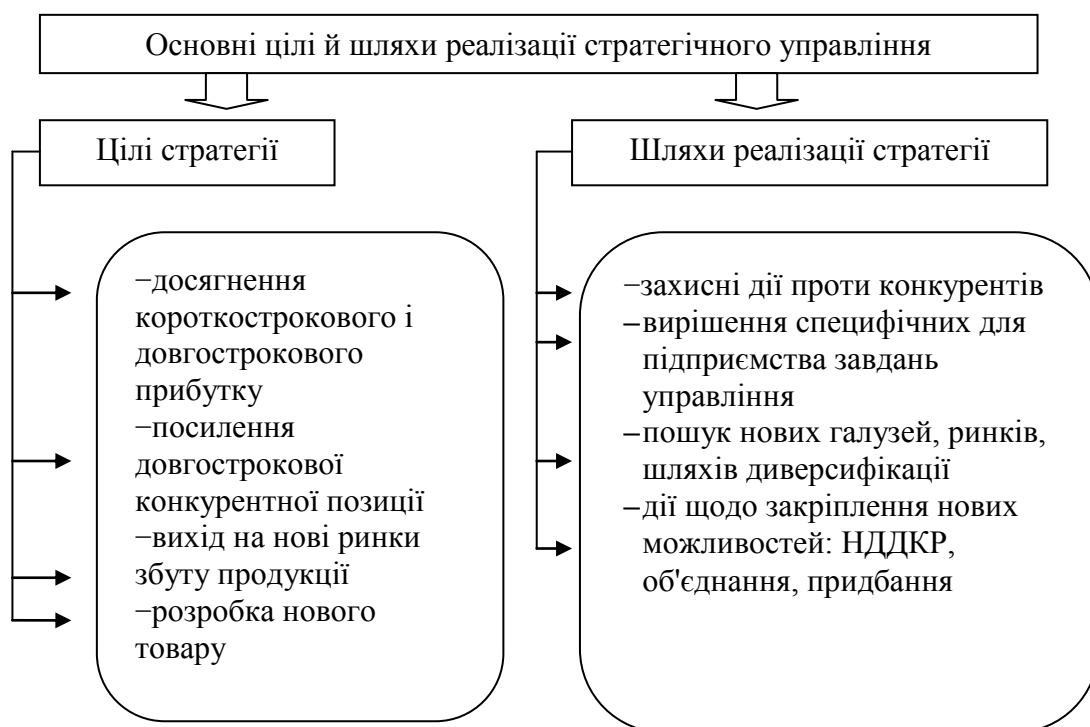 Основні цілі й шляхи реалізації стратегічного управління
Цілі стратегії
−досягнення
короткострокового і
довгострокового
прибутку
−посилення
довгострокової
конкурентної позиції
−вихід на нові ринки
збуту продукції
−розробка нового
товару
Шляхи реалізації стратегії
−захисні дії проти конкурентів
−вирішення специфічних для
підприємства завдань
управління
−пошук нових галузей, ринків,
шляхів диверсифікації
−дії щодо закріплення нових
можливостей: НДДКР,
об'єднання, придбання